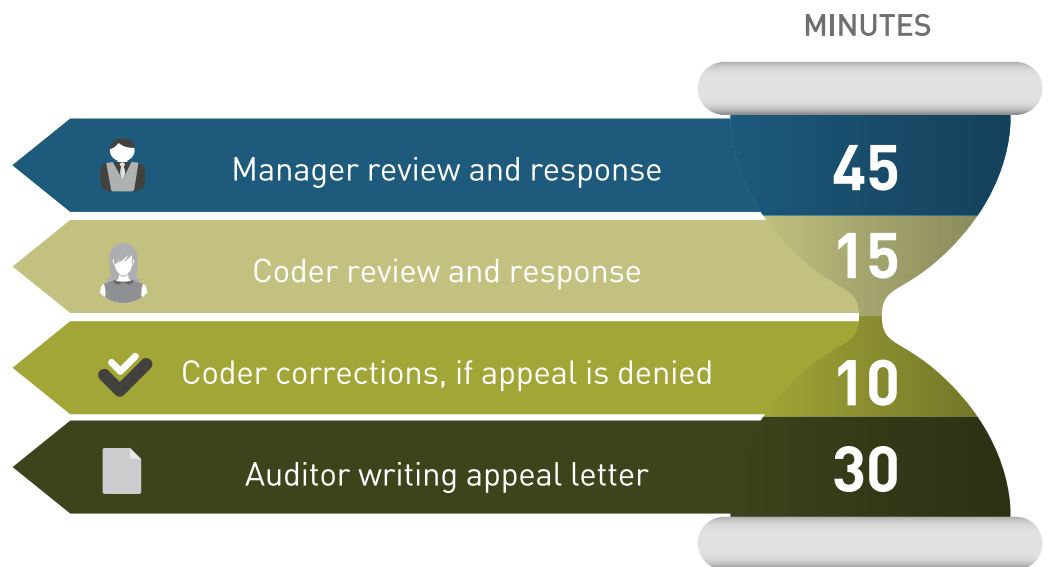 MINUTES
Manager review and response 45
Coder review and response 15
Coder corrections, if appeal is denied 10
Auditor writing appeal letter 30